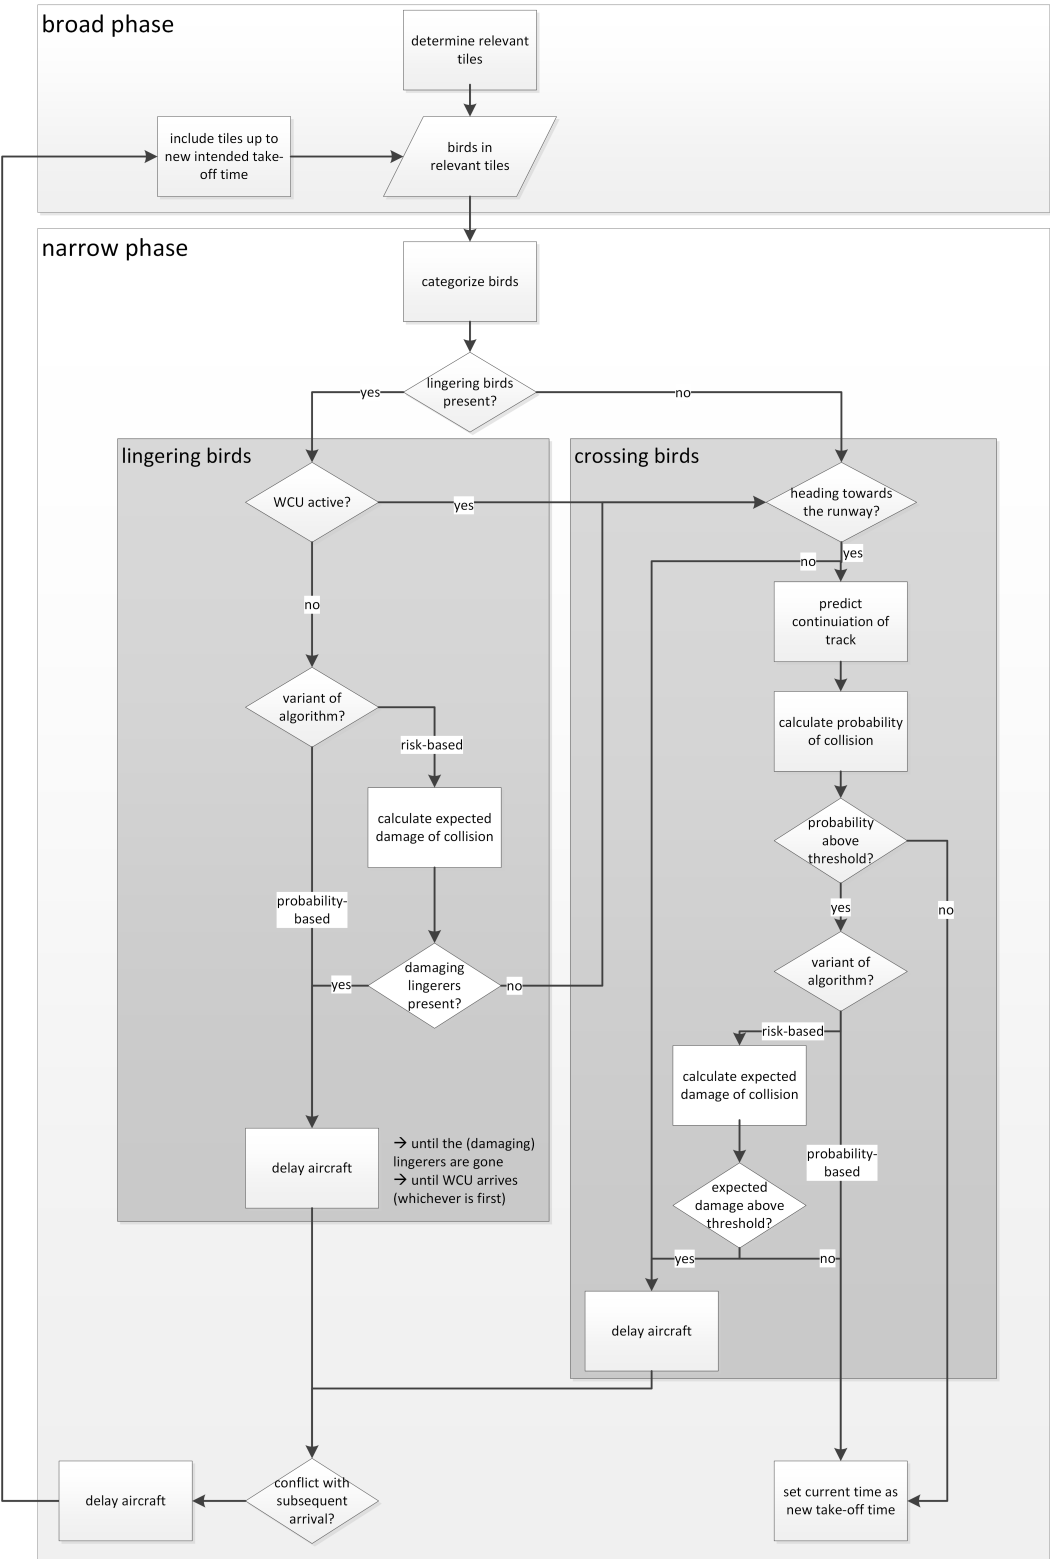 broad phase
determine relevant
tiles
include tiles up to
new intended take-
off time
birds in
relevant tiles
narrow phase
categorize birds
lingering birds
present?
yes
no
lingering birds
WCU active?
yes
no
variant of
algorithm?
risk-based
calculate expected
damage of collision
probability-
based
damaging
lingerers
present?
yes
no
delay aircraft
→ until the (damaging)
lingerers are gone
→ until WCU arrives
(whichever is first)
crossing birds
heading towards
the runway?
yes
no
predict
continuiation of
track
calculate probability
of collision
probability
above
threshold?
yes
no
variant of
algorithm?
risk-based
calculate expected
damage of collision
probability-
based
expected
damage above
threshold?
yes
no
delay aircraft
delay aircraft
conflict with
subsequent
arrival?
set current time as
new take-off time